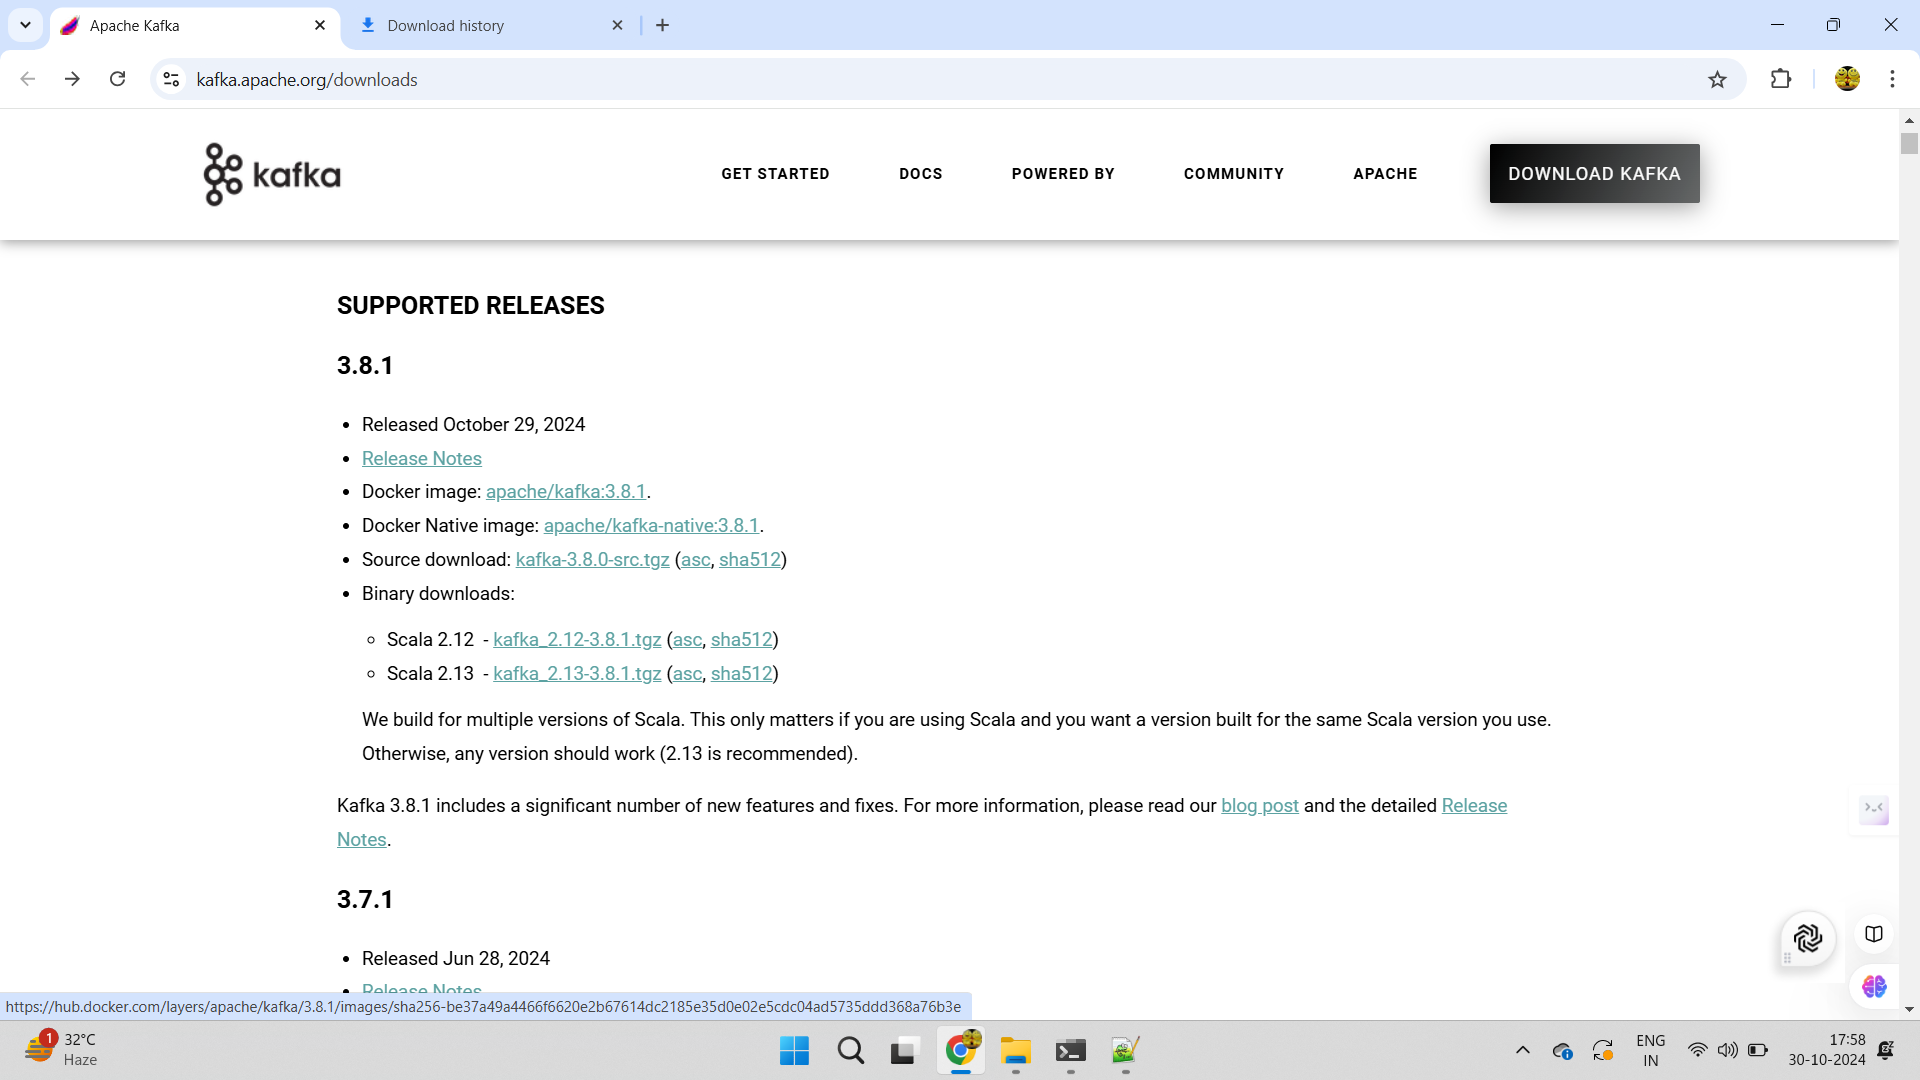 Apache Kafka
Download history
kafka.apache.org/downloads
kafka
GET STARTED
DOCS
POWERED BY
COMMUNITY
APACHE
DOWNLOAD KAFKA
SUPPORTED RELEASES
3.8.1
Released October 29, 2024
Release Notes
Docker image: apache/kafka:3.8.1.
Docker Native image: apache/kafka-native:3.8.1.
Source download: kafka-3.8.0-src.tgz (asc, sha512)
Binary downloads:
Scala 2.12 - kafka_2.12-3.8.1.tgz (asc, sha512)
Scala 2.13 - kafka_2.13-3.8.1.tgz (asc, sha512)
We build for multiple versions of Scala. This only matters if you are using Scala and you want a version built for the same Scala version you use.
Otherwise, any version should work (2.13 is recommended).
Kafka 3.8.1 includes a significant number of new features and fixes. For more information, please read our blog post and the detailed Release
Notes.
3.7.1
Released Jun 28, 2024
Release Notes
https://hub.docker.com/layers/apache/kafka/3.8.1/images/sha256-be37a49a4466f6620e2b67614dc2185e35d0e02e5cdc04ad5735ddd368a76b3e
1
32°C
Haze
ENG
IN
17:58
30-10-2024